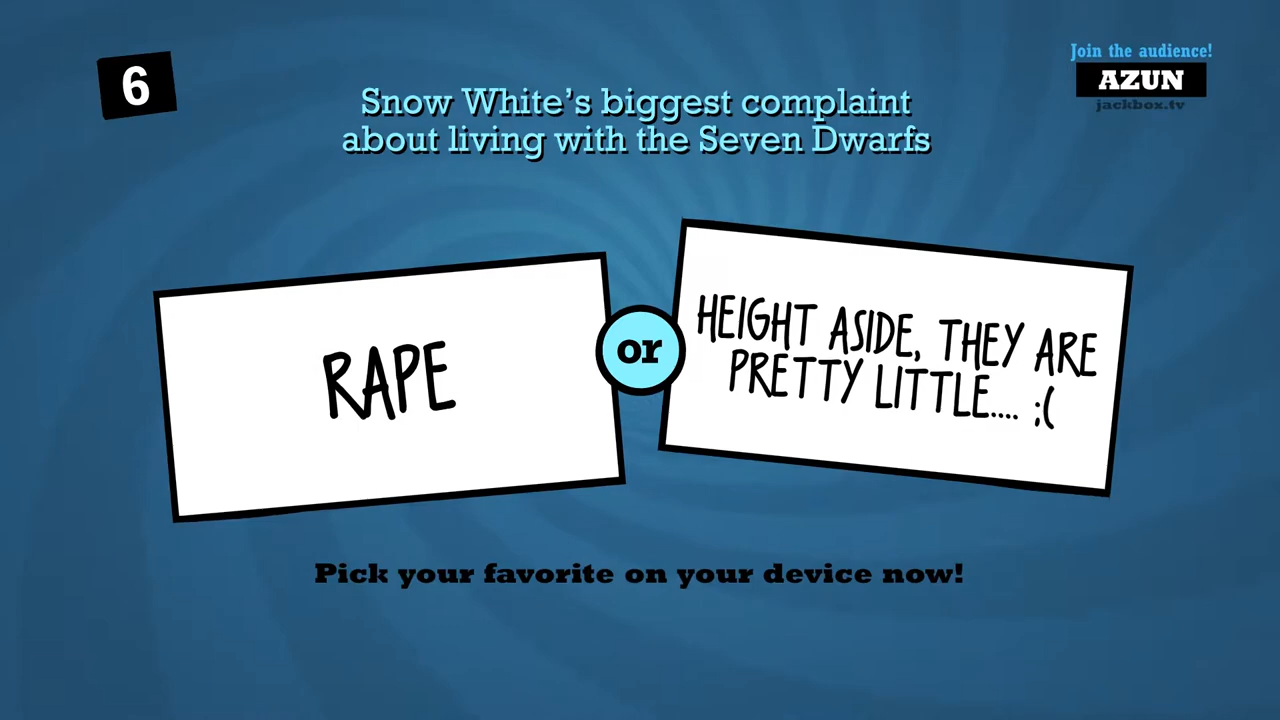 6
Join the audience!
AZUN
jackbox.tv
Snow White's biggest complaint
about living with the Seven Dwarfs
RAPE
or
HEIGHT ASIDE, THEY ARE
PRETTY LITTLE.... ;(
Pick your favorite on your device now!